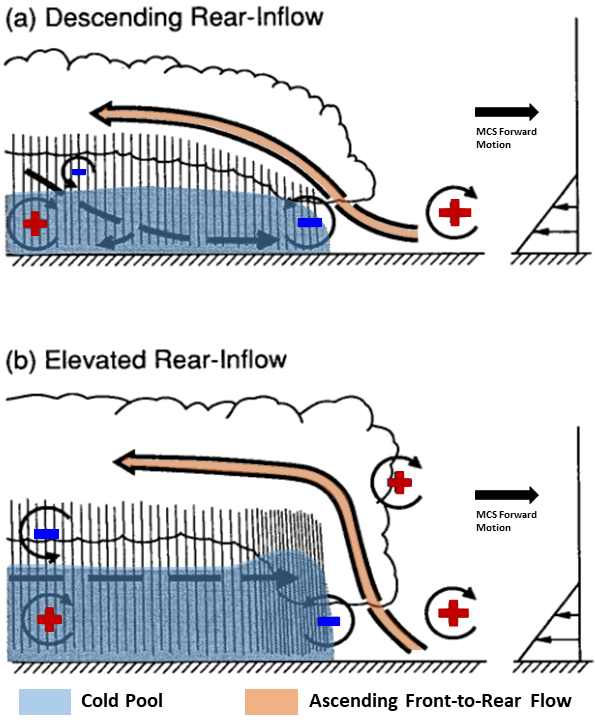 (a) Descending Rear-Inflow
MCS Forward
Motion
(b) Elevated Rear-Inflow
MCS Forward
Motion
Cold Pool
Ascending Front-to-Rear Flow